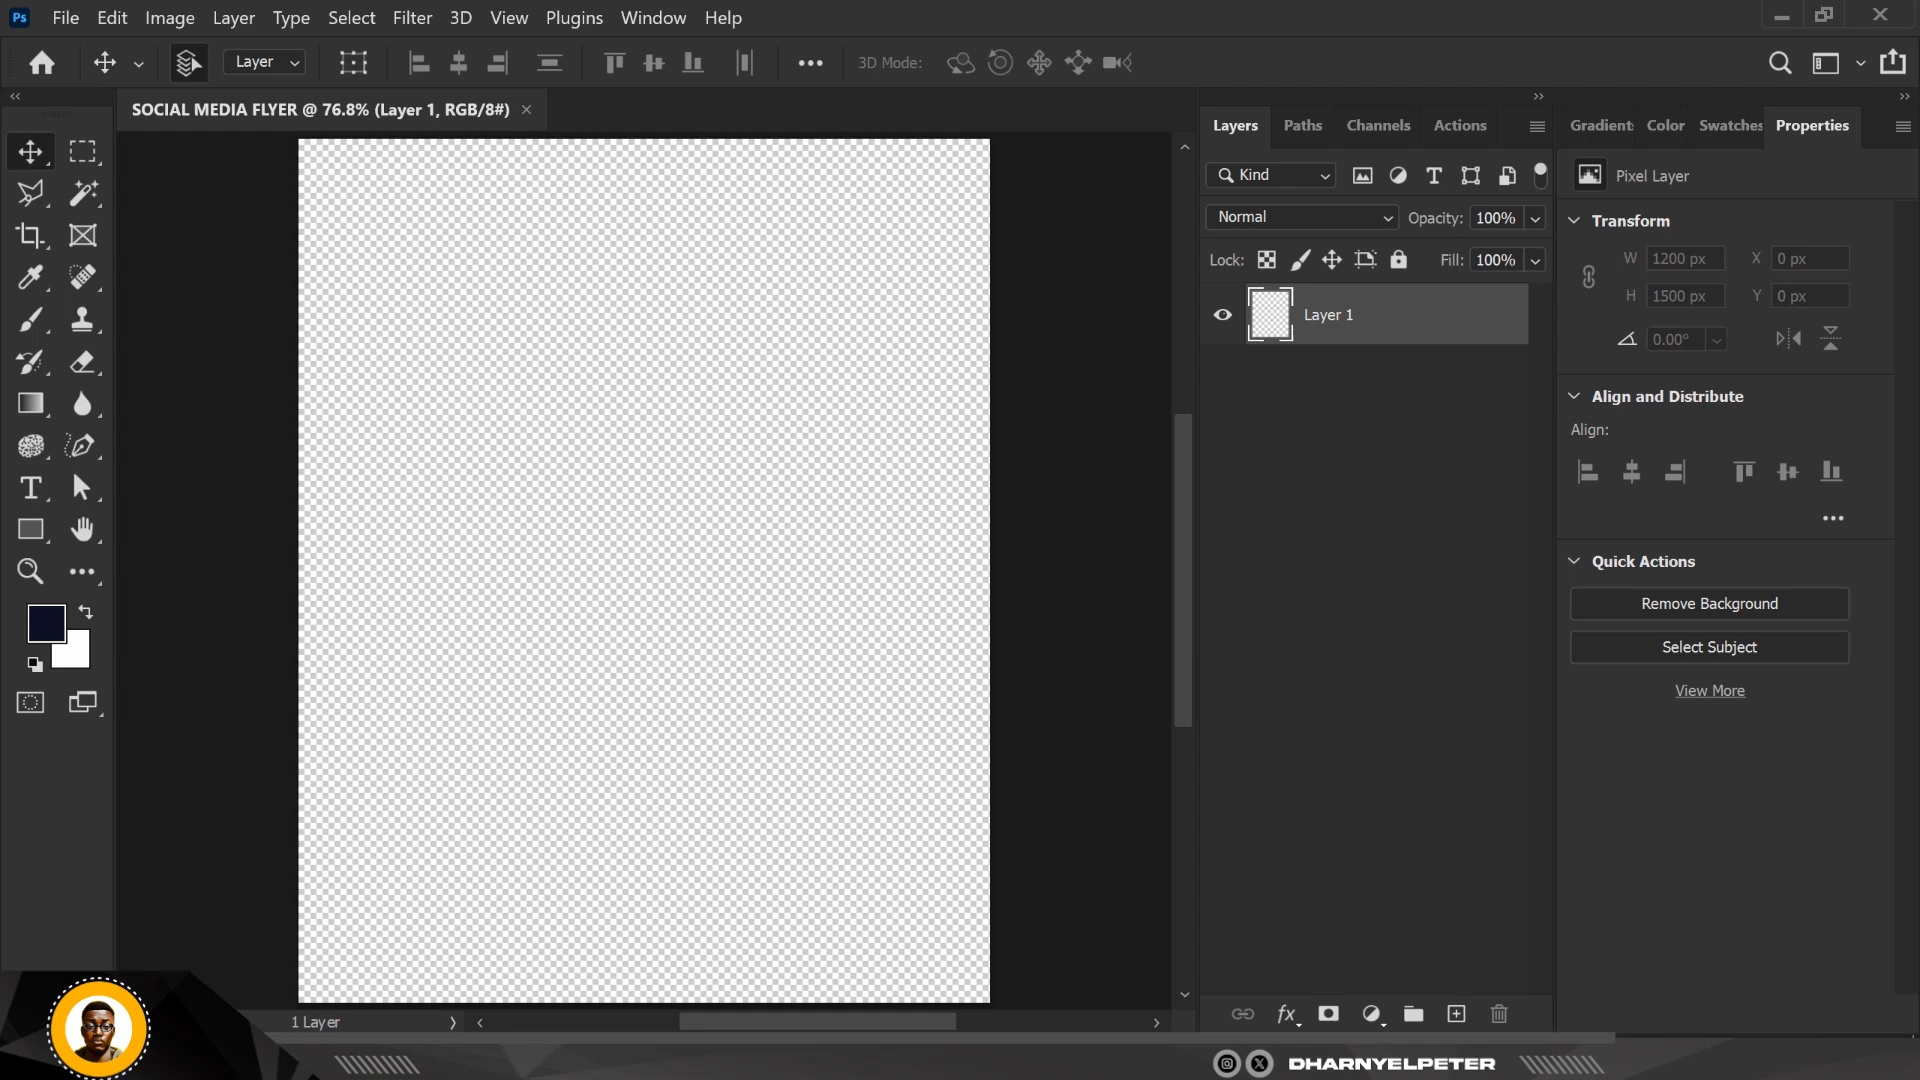 Ps File Edit Image Layer Type Select Filter 3D View Plugins Window Help
Layer 3D Mode:
SOCIAL MEDIA FLYER @ 76.8% (Layer 1, RGB/8#)
Layers Paths Channels Actions
Gradient Color Swatches Properties
Kind
Pixel Layer
Normal Opacity: 100%
Transform
Lock: Fill: 100%
W 1200 px X 0 px
H 1500 px Y 0 px
Layer 1
0.00°
Align and Distribute
Align:
Quick Actions
Remove Background
Select Subject
View More
1 Layer
fx
DHARNYELPETER